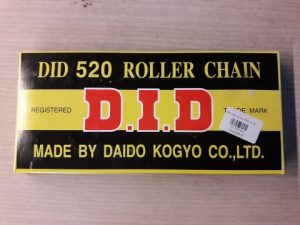 DID 520 ROLLER CHAIN
REGISTERED
TRADE MARK
D.I.D
MADE BY DAIDO KOGYO CO.,LTD.